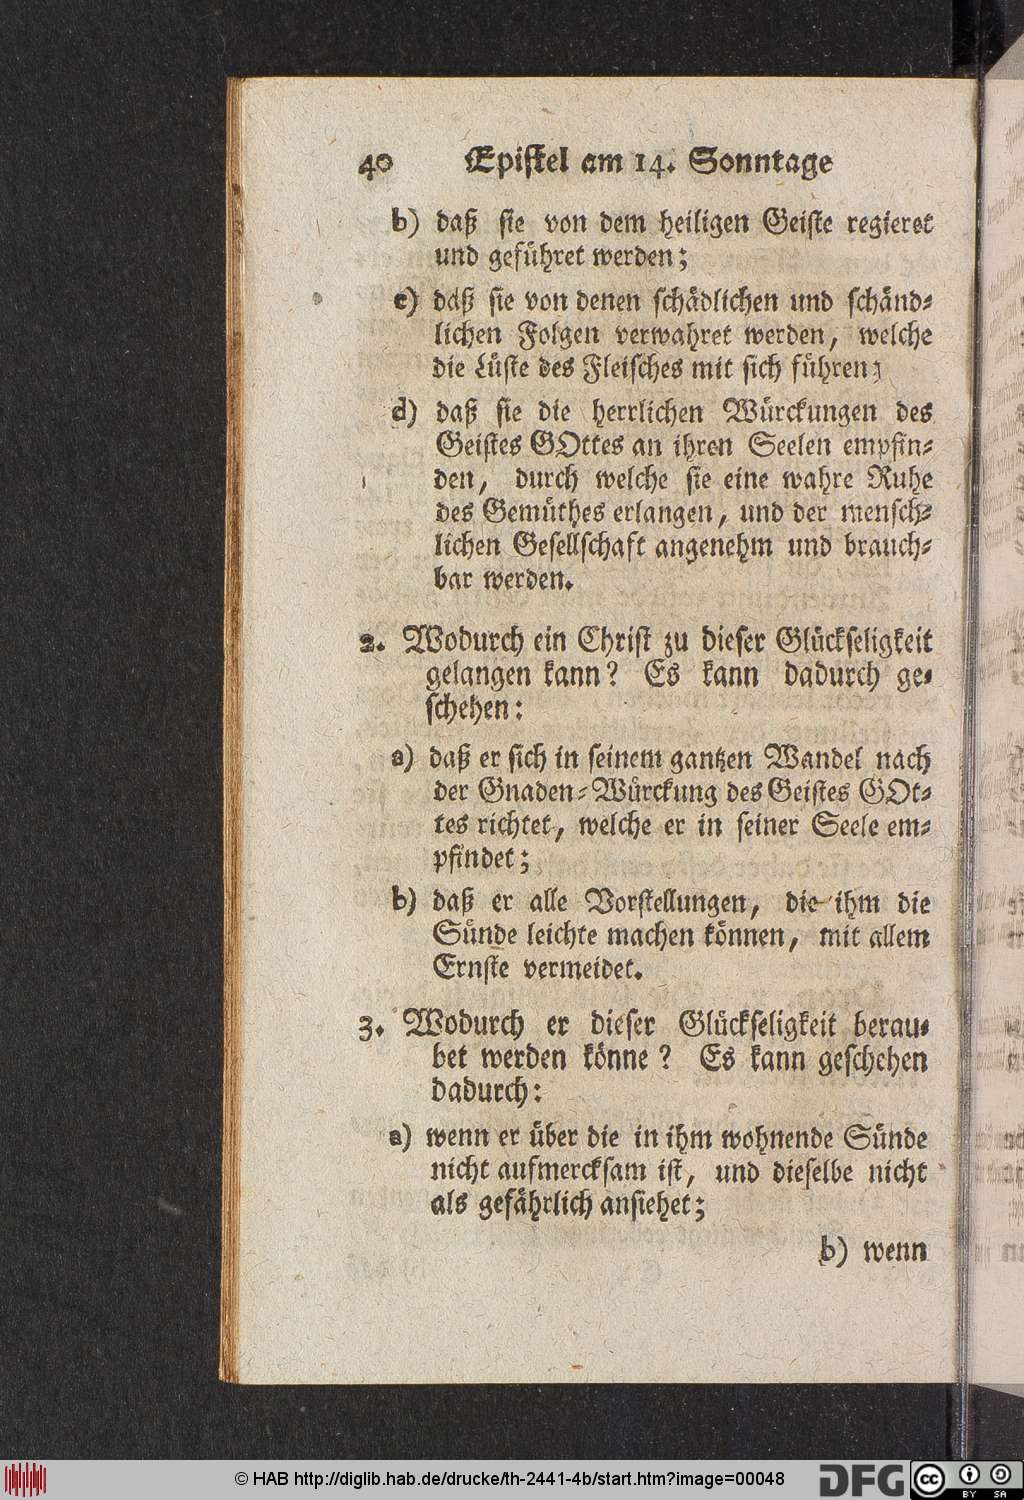 40 Epistel am 14. Sonntage
b) daß sie von dem heiligen Geiste regieret
und geführet werden;
c) daß sie von denen schädlichen und schänd-
lichen Folgen verwahret werden, welche
die Lüste des Fleisches mit sich führen;
d) daß sie die herrlichen Würckungen des
Geistes GOttes an ihren Seelen empfin-
den, durch welche sie eine wahre Ruhe
des Gemüthes erlangen, und der mensch-
lichen Gesellschaft angenehm und brauch-
bar werden.
2. Wodurch ein Christ zu dieser Glückseligkeit
gelangen kann? Es kann dadurch ge-
schehen:
a) daß er sich in seinem gantzen Wandel nach
der Gnaden-Würckung des Geistes GOt-
tes richtet, welche er in seiner Seele em-
pfindet;
b) daß er alle Vorstellungen, die ihm die
Sünde leichte machen können, mit allem
Ernste vermeidet.
3. Wodurch er dieser Glückseligkeit berau-
bet werden könne? Es kann geschehen
dadurch:
a) wenn er über die in ihm wohnende Sünde
nicht aufmercksam ist, und dieselbe nicht
als gefährlich ansiehet;
b) wenn
© HAB http://diglib.hab.de/drucke/th-2441-4b/start.htm?image=00048
DFG
cc BY SA